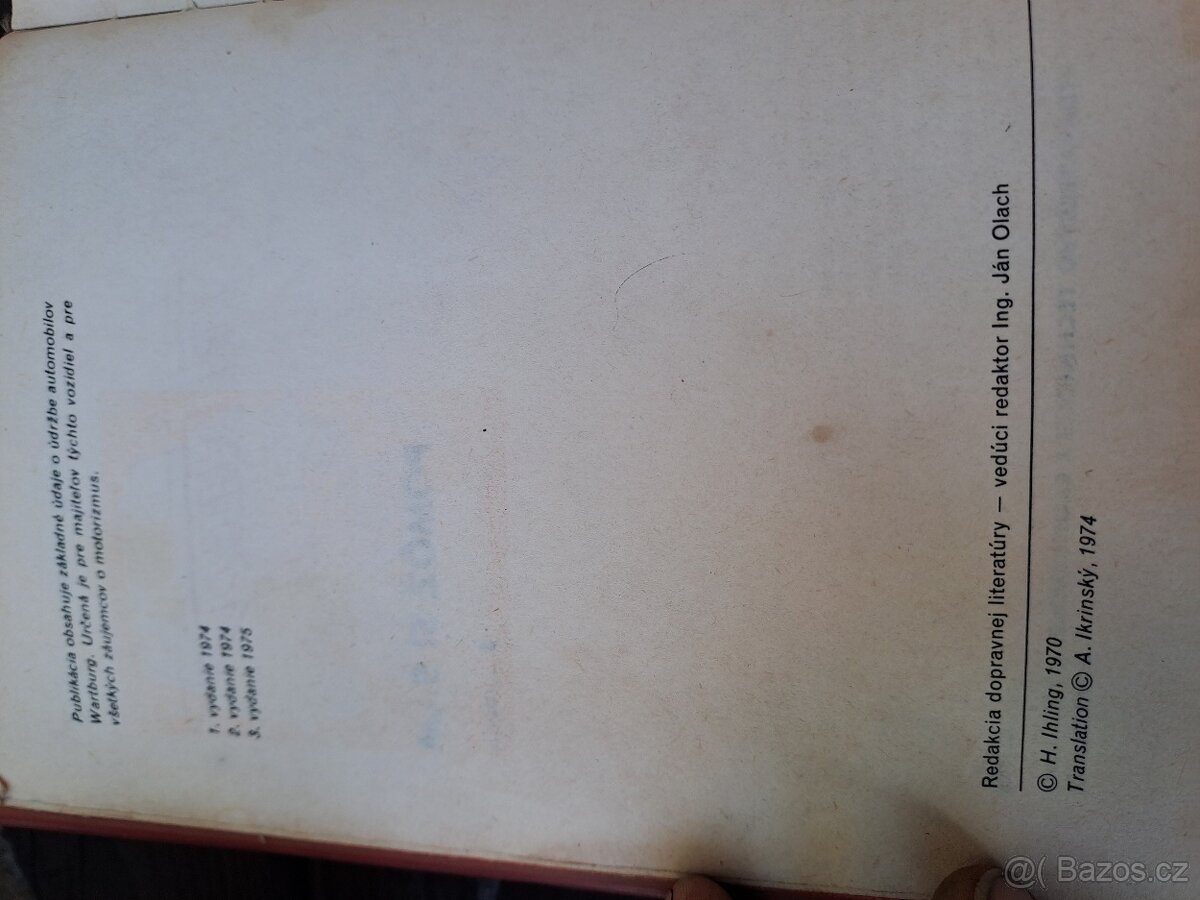 Publikácia obsahuje základné údaje o údržbe automobilov
Wartburg. Určená je pre majiteľov týchto vozidiel a pre
všetkých záujemcov o motorizmus.
1. vydanie 1974
2. vydanie 1974
3. vydanie 1975
Redakcia dopravnej literatúry — vedúci redaktor Ing. Ján Olach
© H. Ihling, 1970
Translation © A. Ikrinský, 1974
@( Bazos.cz